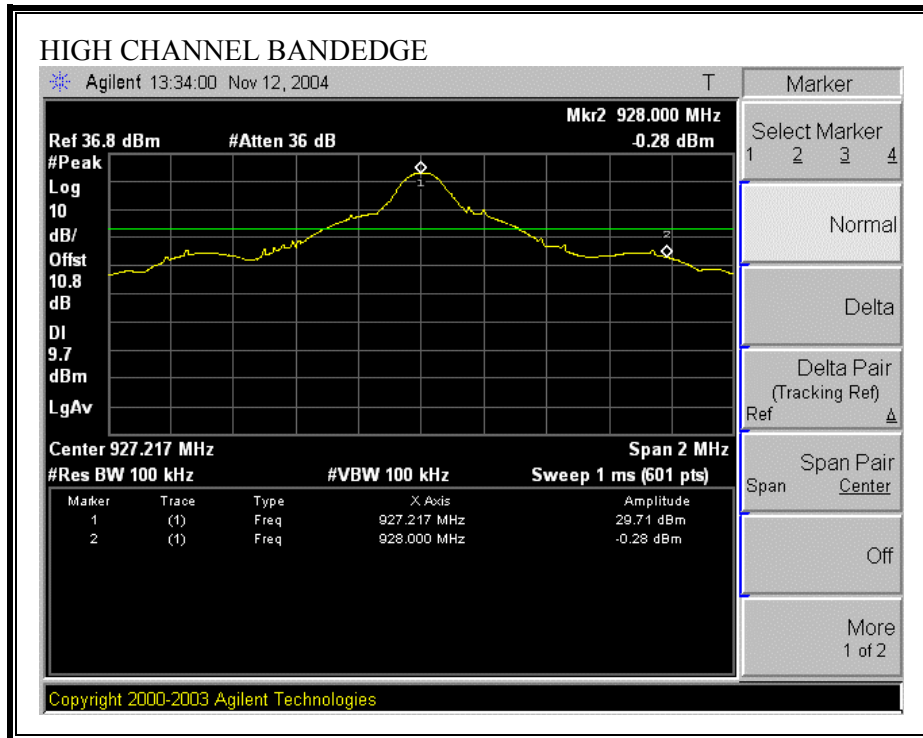 HIGH CHANNEL BANDEDGE
Agilent 13:34:00 Nov 12, 2004 T
Marker
Mkr2 928.000 MHz
Ref 36.8 dBm #Atten 36 dB -0.28 dBm
#Peak
Log
10
dB/
Offst
10.8
dB
DI
9.7
dBm
LgAv
1
2
Center 927.217 MHz Span 2 MHz
#Res BW 100 kHz #VBW 100 kHz Sweep 1 ms (601 pts)
Marker Trace Type X Axis Amplitude
1 (1) Freq 927.217 MHz 29.71 dBm
2 (1) Freq 928.000 MHz -0.28 dBm
Select Marker
1 2 3 4
Normal
Delta
Delta Pair
(Tracking Ref)
Ref Δ
Span Pair
Span Center
Off
More
1 of 2
Copyright 2000-2003 Agilent Technologies